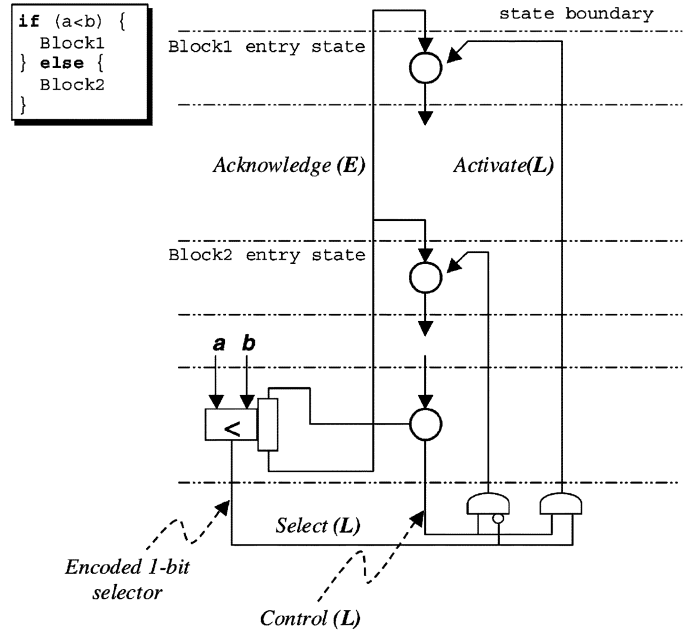 if (a<b) {
Block1
} else {
Block2
}
state boundary
Block1 entry state
Acknowledge (E)
Activate(L)
Block2 entry state
a
b
<
Select (L)
Encoded 1-bit
selector
Control (L)